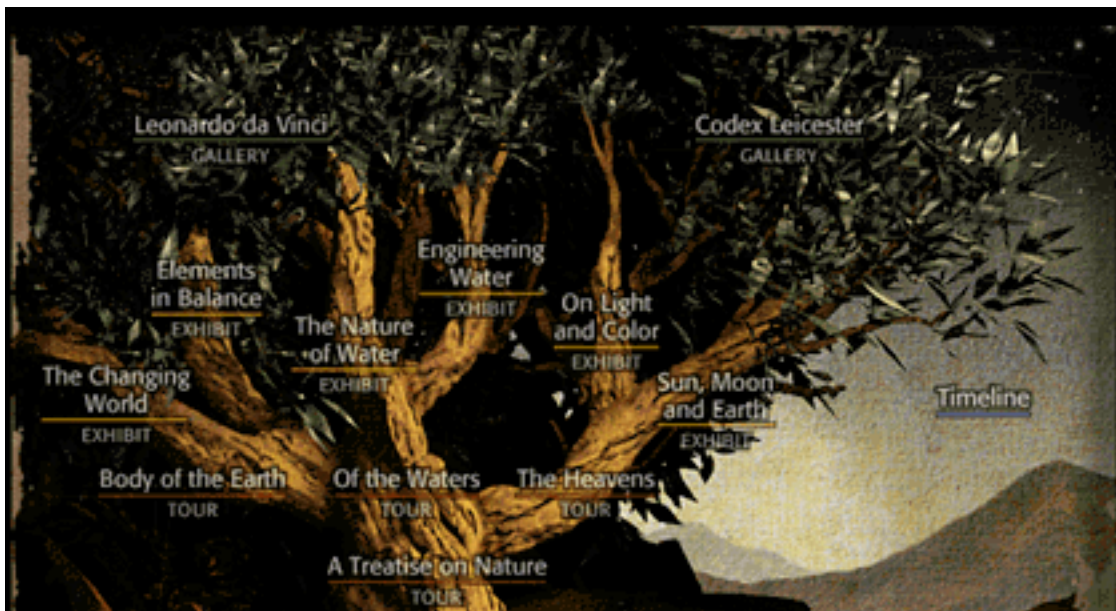 Leonardo da Vinci
GALLERY
Codex Leicester
GALLERY
Elements
in Balance
EXHIBIT
Engineering
Water
EXHIBIT
The Nature
of Water
EXHIBIT
On Light
and Color
EXHIBIT
The Changing
World
EXHIBIT
Sun, Moon
and Earth
EXHIBIT
Timeline
Body of the Earth
TOUR
Of the Waters
TOUR
The Heavens
TOUR
A Treatise on Nature
TOUR